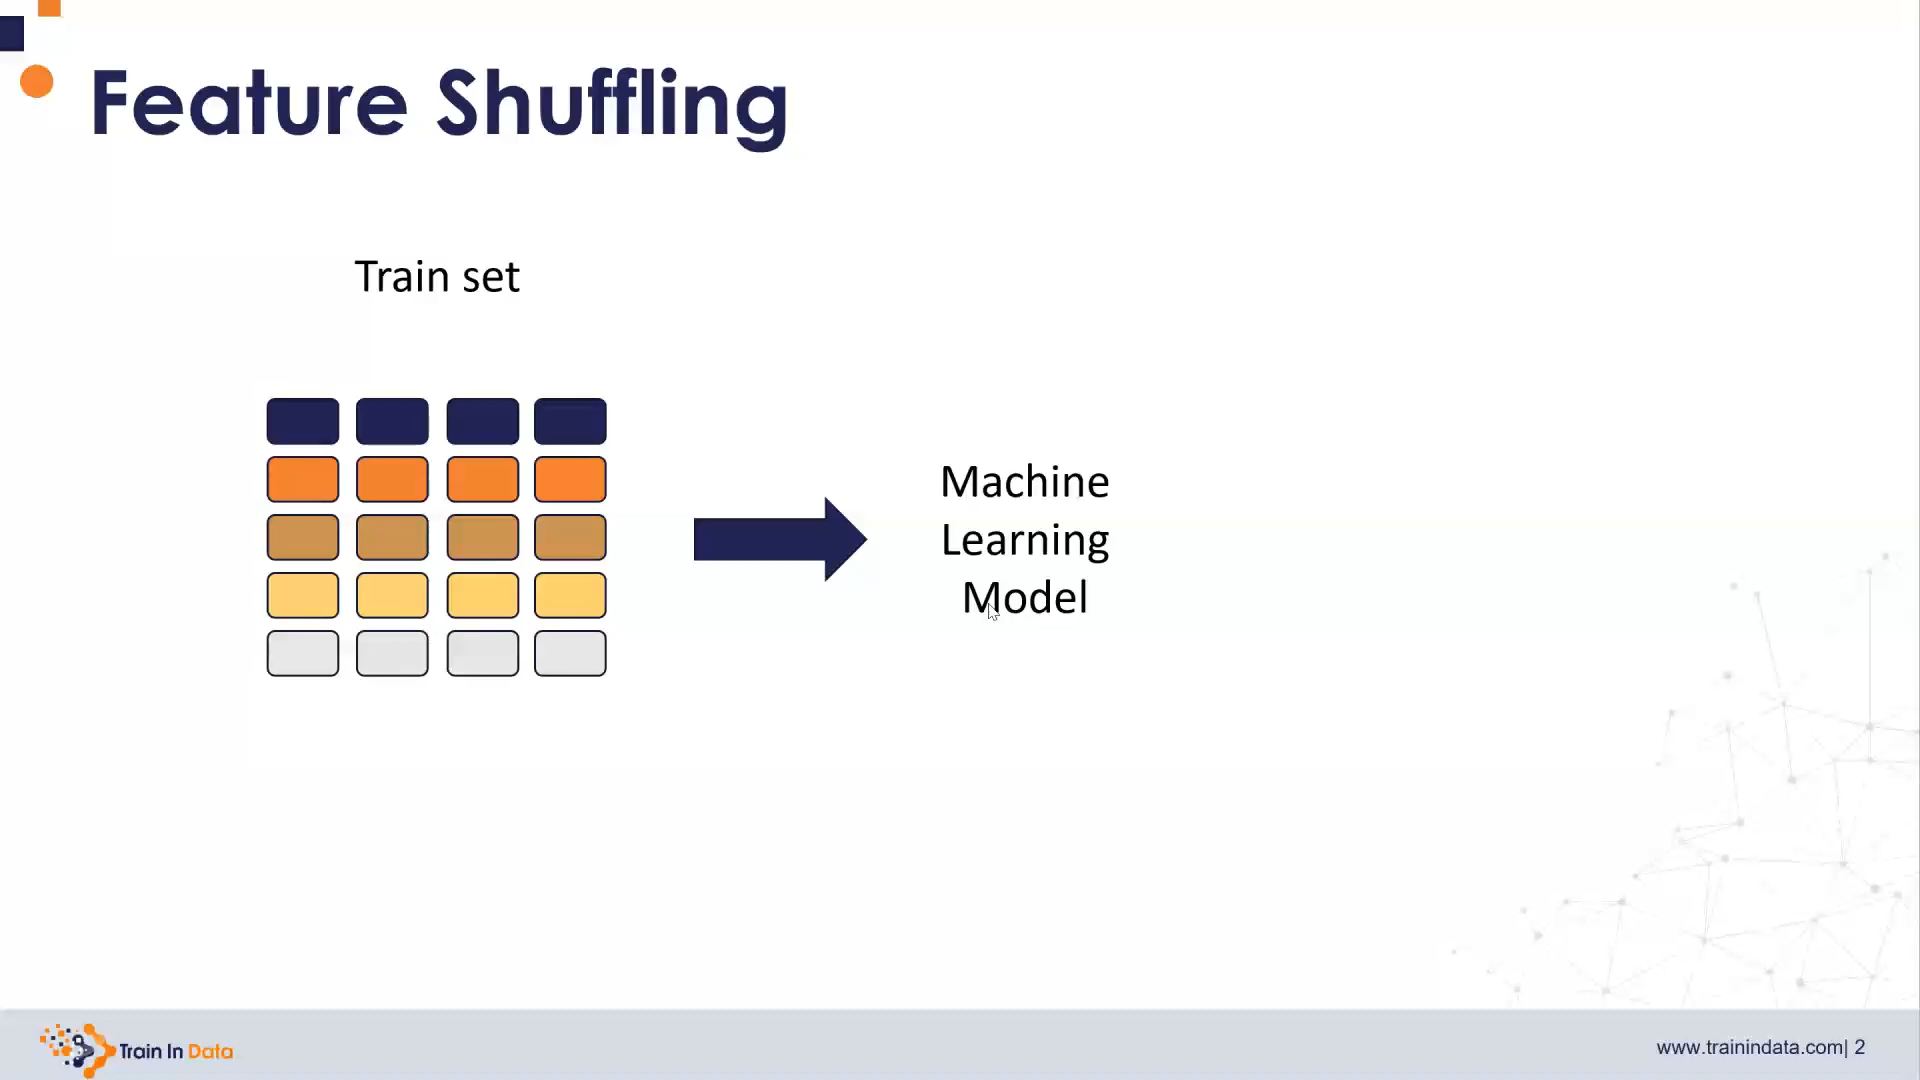 Feature Shuffling
Train set
Machine
Learning
Model
Train In Data
www.trainindata.com| 2